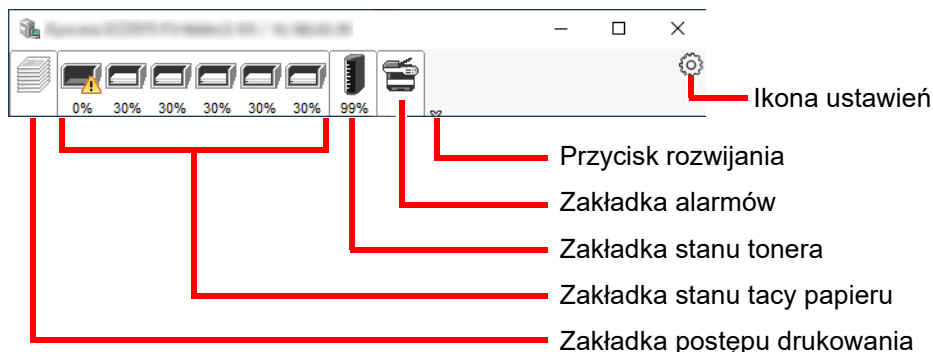 0% 30% 30% 30% 30% 30% 99%
Ikona ustawień
Przycisk rozwijania
Zakładka alarmów
Zakładka stanu tonera
Zakładka stanu tacy papieru
Zakładka postępu drukowania